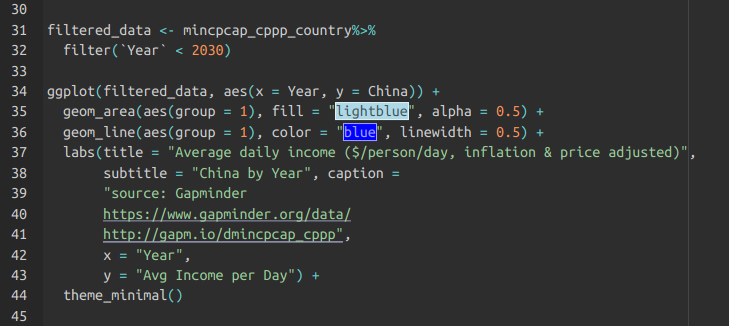 30
31 filtered_data <- mincpcap_cppp_country%>%
32   filter(`Year` < 2030)
33
34 ggplot(filtered_data, aes(x = Year, y = China)) +
35   geom_area(aes(group = 1), fill = "lightblue", alpha = 0.5) +
36   geom_line(aes(group = 1), color = "blue", linewidth = 0.5) +
37   labs(title = "Average daily income ($/person/day, inflation & price adjusted)",
38        subtitle = "China by Year", caption =
39        "source: Gapminder
40        https://www.gapminder.org/data/
41        http://gapm.io/dmincpcap_cppp",
42        x = "Year",
43        y = "Avg Income per Day") +
44   theme_minimal()
45